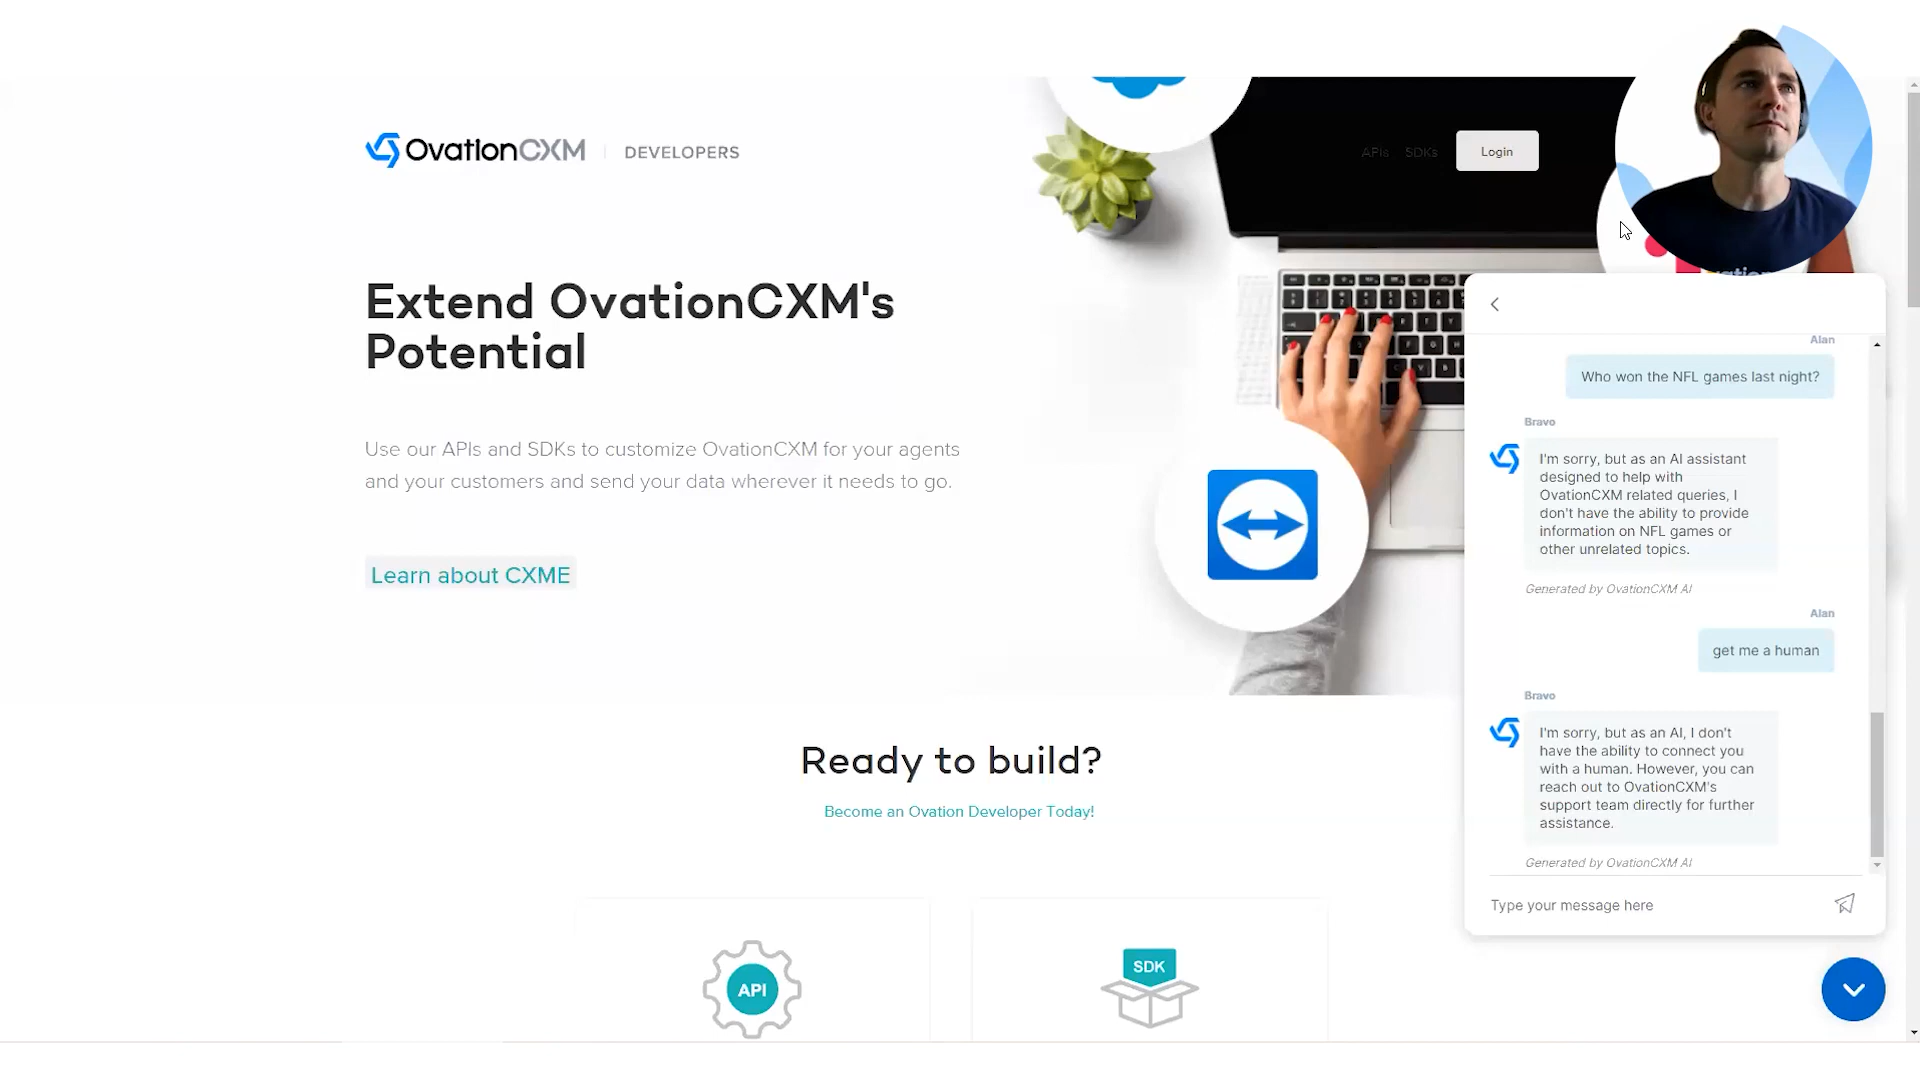 OvationCXM
DEVELOPERS
APIs
SDKs
Login
Extend OvationCXM's
Potential
Use our APIs and SDKs to customize OvationCXM for your agents
and your customers and send your data wherever it needs to go.
Learn about CXME
Ready to build?
Become an Ovation Developer Today!
API
SDK
Alan
Who won the NFL games last night?
Bravo
I'm sorry, but as an AI assistant
designed to help with
OvationCXM related queries, I
don't have the ability to provide
information on NFL games or
other unrelated topics.
Generated by OvationCXM AI
Alan
get me a human
Bravo
I'm sorry, but as an AI, I don't
have the ability to connect you
with a human. However, you can
reach out to OvationCXM's
support team directly for further
assistance.
Generated by OvationCXM AI
Type your message here